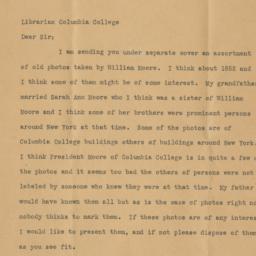 Librarian Columbia College
Dear Sir;
I am sending you under separate cover an assortment
of old photos taken by William Moore. I think about 1852 and
I think some of them might be of some interest. My grandfather
married Sarah Ann Moore who I think was a sister of William
Moore and I think some of her brothers were prominent persons
around New York at that time. Some of the photos are of
Columbia College buildings others of buildings around New York.
I think President Moore of Columbia College is in quite a few of
the photos and it seems too bad the others of persons were not
labeled by someone who knew they were at that time. My father
would have known them all but as is the case of photos right now
nobody thinks to mark them. If these photos are of any interest
I would like to present them, and if not please dispose of them
as you see fit.